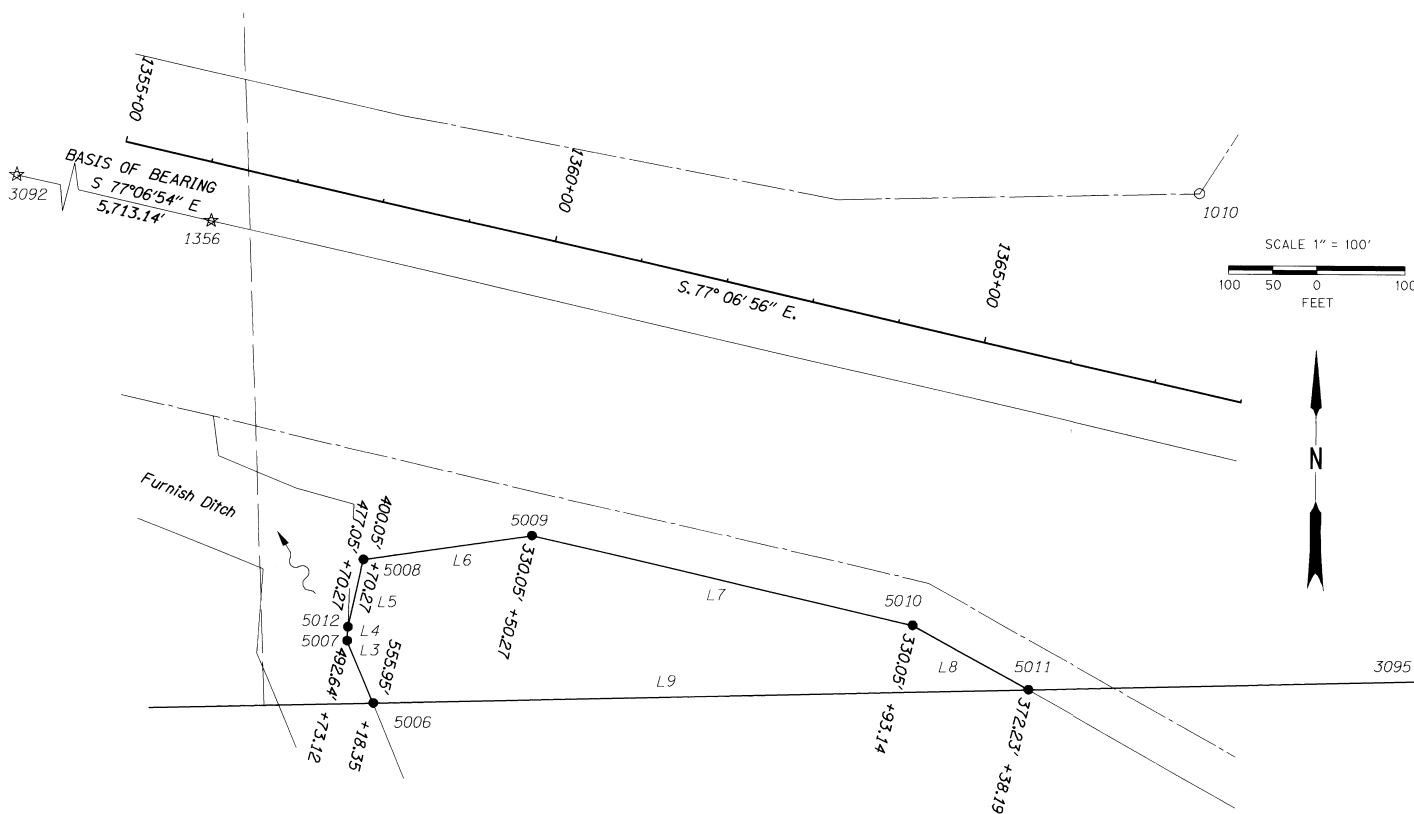 1355+00
BASIS OF BEARING
S 77°06'54" E
5,713.14'
3092
1356
1360+00
1010
1365+00
SCALE 1" = 100'
100 50 0 100
FEET
S. 77° 06' 56" E.
N
Furnish Ditch
400.05' +70.27
477.05' +70.27
5008
L6
5009
330.05' +50.27
L5
5012
L4
5007
L3
L7
5010
330.05' +93.14
L8
5011
372.23' +38.19
3095
L9
555.95' +18.35
492.64' +73.12
5006